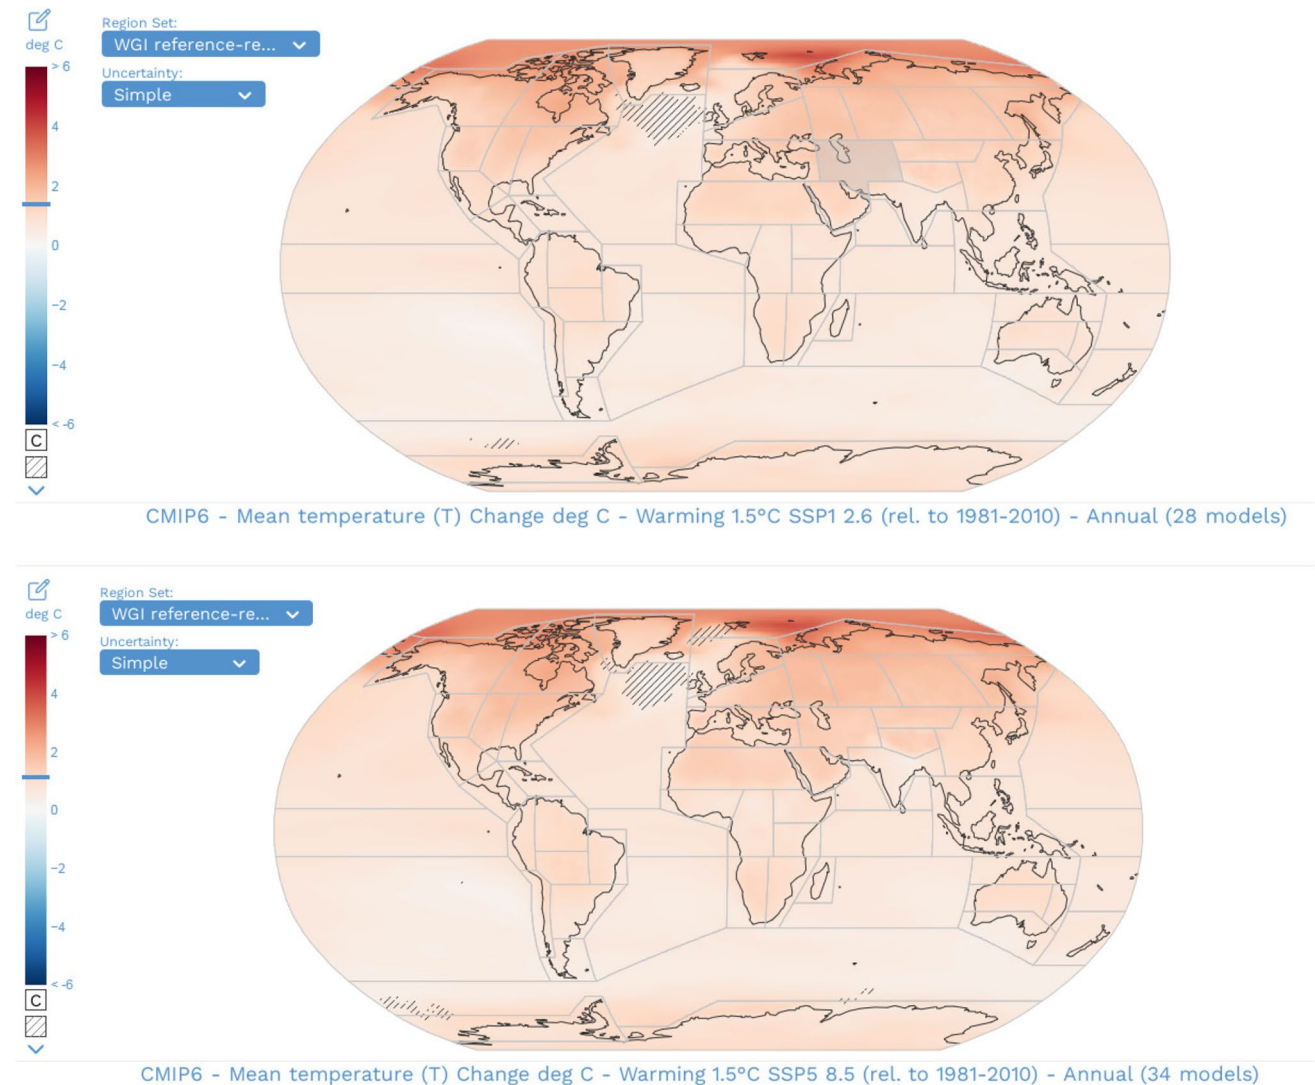 Region Set:
deg C
WGI reference-re...
> 6
Uncertainty:
Simple
4
2
0
−2
−4
< -6
C
CMIP6 - Mean temperature (T) Change deg C - Warming 1.5°C SSP1 2.6 (rel. to 1981-2010) - Annual (28 models)
Region Set:
deg C
WGI reference-re...
> 6
Uncertainty:
Simple
4
2
0
−2
−4
< -6
C
CMIP6 - Mean temperature (T) Change deg C - Warming 1.5°C SSP5 8.5 (rel. to 1981-2010) - Annual (34 models)